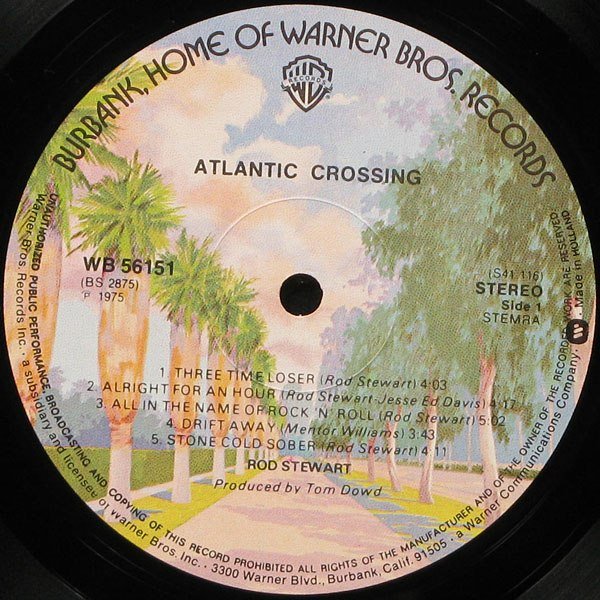 BURBANK, HOME OF WARNER BROS. RECORDS
RECORDS
ATLANTIC CROSSING
WB 56151
(BS 2875)
℗ 1975
(S41.116)
STEREO
Side 1
STEMRA
1 THREE TIME LOSER (Rod Stewart) 4:03
2 ALRIGHT FOR AN HOUR (Rod Stewart-Jesse Ed Davis) 4:17
3 ALL IN THE NAME OF ROCK 'N' ROLL (Rod Stewart) 5:02
4 DRIFT AWAY (Mentor Williams) 3:43
5 STONE COLD SOBER (Rod Stewart) 4:11
ROD STEWART
Produced by Tom Dowd
UNAUTHORIZED PUBLIC PERFORMANCE, BROADCASTING AND COPYING OF THIS RECORD PROHIBITED ALL RIGHTS OF THE MANUFACTURER AND OF THE OWNER OF THE RECORDED WORK ARE RESERVED
Warner Bros. Records Inc. · a subsidiary and licensee of Warner Bros. Inc. · 3300 Warner Blvd., Burbank, Calif. 91505 · a Warner Communications Company · Made in HOLLAND